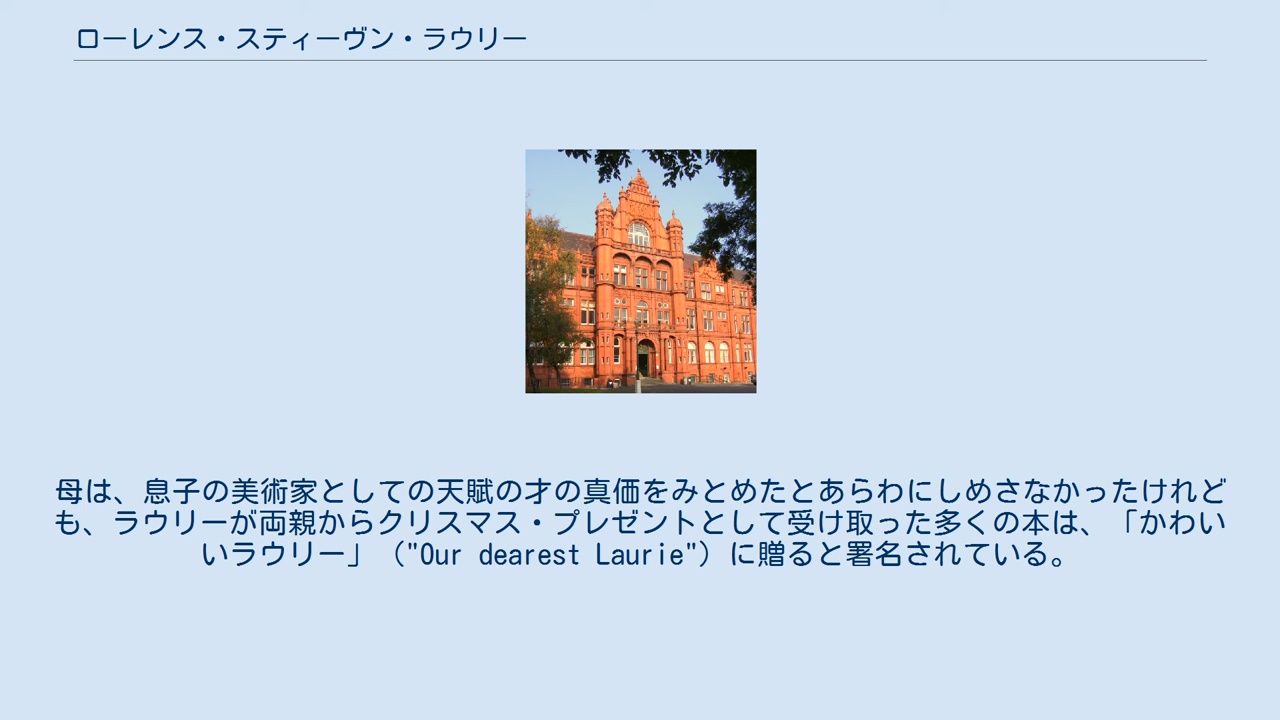 ローレンス・スティーヴン・ラウリー
母は、息子の美術家としての天賦の才の真価をみとめたとあらわにしめさなかったけれど
も、ラウリーが両親からクリスマス・プレゼントとして受け取った多くの本は、「かわい
いラウリー」（"Our dearest Laurie"）に贈ると署名されている。